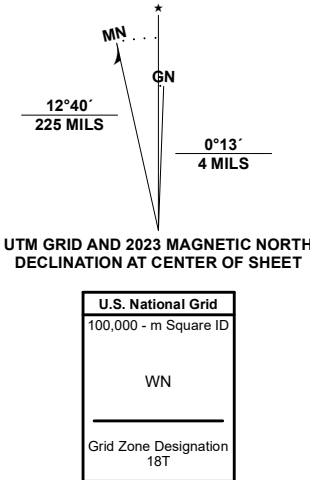 ★
MN
GN
12°40´
225 MILS
0°13´
4 MILS
UTM GRID AND 2023 MAGNETIC NORTH
DECLINATION AT CENTER OF SHEET
U.S. National Grid
100,000 - m Square ID
WN
Grid Zone Designation
18T